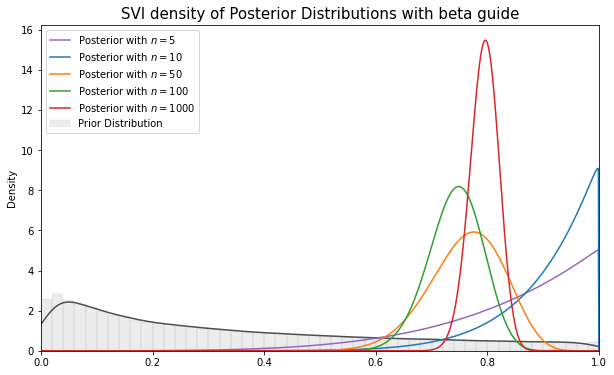 SVI density of Posterior Distributions with beta guide
Posterior with n = 5
Posterior with n = 10
Posterior with n = 50
Posterior with n = 100
Posterior with n = 1000
Prior Distribution
Density
16
14
12
10
8
6
4
2
0
0.0 0.2 0.4 0.6 0.8 1.0